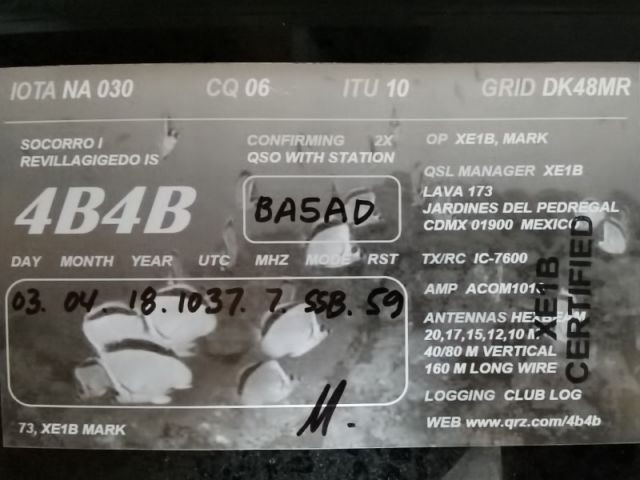 IOTA NA 030 CQ 06 ITU 10 GRID DK48MR
SOCORRO I
REVILLAGIGEDO IS
4B4B
CONFIRMING 2X
QSO WITH STATION
BA5AD
DAY MONTH YEAR UTC MHZ MODE RST
03. 04. 18. 1037. 7. SSB. 59
73, XE1B MARK
M.
OP XE1B, MARK
QSL MANAGER XE1B
LAVA 173
JARDINES DEL PEDREGAL
CDMX 01900 MEXICO
TX/RC IC-7600
AMP ACOM
ANTENNAS
20,17,15,12,10 M
40/80 M VERTICAL
160 M LONG WIRE
LOGGING CLUB LOG
WEB www.qrz.com/4b4b
XE1B
CERTIFIED